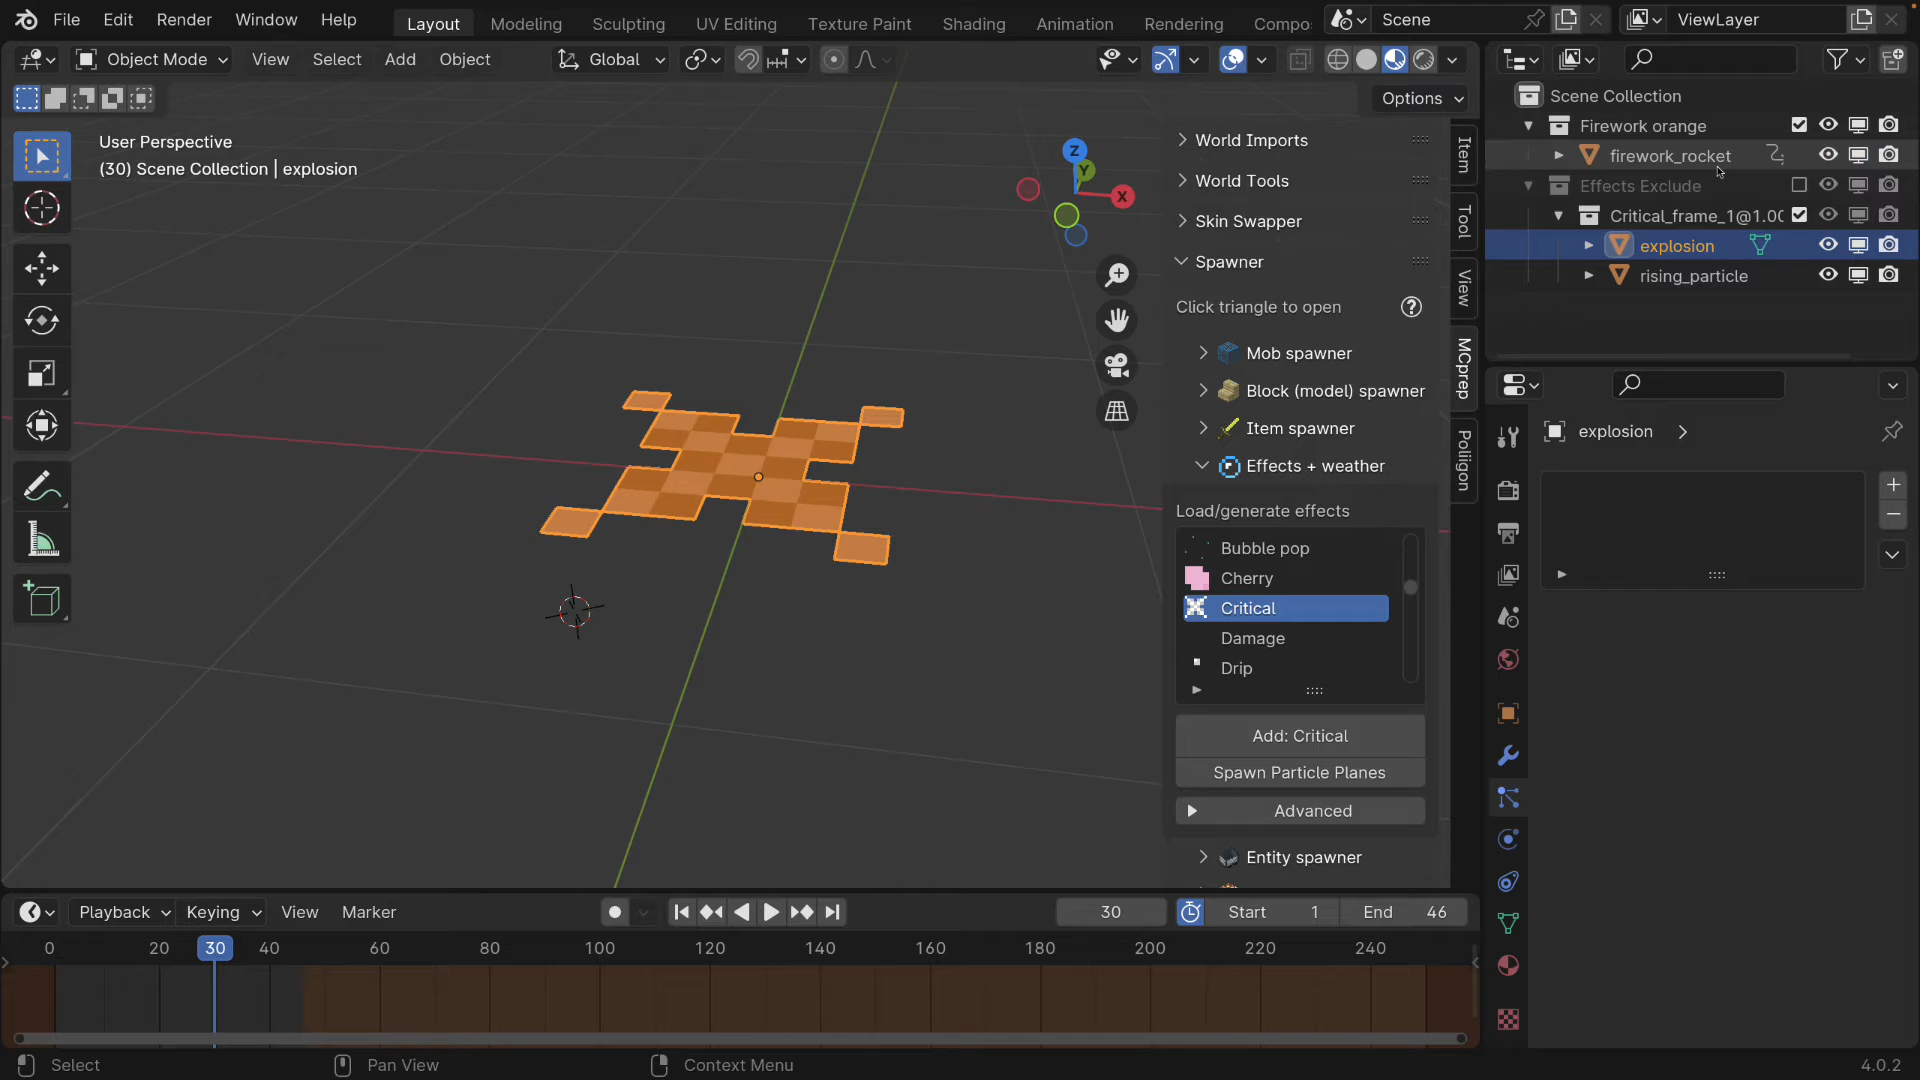 File Edit Render Window Help
Layout Modeling Sculpting UV Editing Texture Paint Shading Animation Rendering Compo
Scene
ViewLayer
Object Mode View Select Add Object
Global
Options
User Perspective
(30) Scene Collection | explosion
Z
Y
X
World Imports
World Tools
Skin Swapper
Spawner
Click triangle to open
?
Mob spawner
Block (model) spawner
Item spawner
Effects + weather
Load/generate effects
Bubble pop
Cherry
Critical
Damage
Drip
Add: Critical
Spawn Particle Planes
Advanced
Entity spawner
Item
Tool
View
MCprep
Poliigon
Scene Collection
Firework orange
firework_rocket
Effects Exclude
Critical_frame_1@1.00
explosion
rising_particle
explosion
Playback Keying View Marker
30
Start 1
End 46
0 20 30 40 60 80 100 120 140 160 180 200 220 240
Select
Pan View
Context Menu
4.0.2